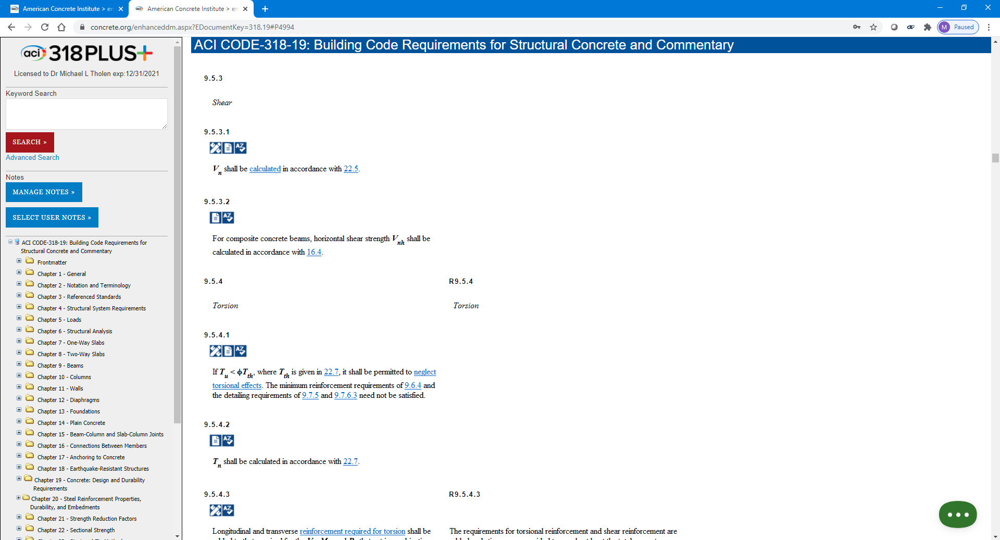 American Concrete Institute > en
American Concrete Institute > en
concrete.org/enhanceddm.aspx?EDocumentKey=318.19#P4994
M Paused
aci 318PLUS+
Licensed to Dr Michael L Tholen exp:12/31/2021
Keyword Search
SEARCH »
Advanced Search
Notes
MANAGE NOTES »
SELECT USER NOTES »
ACI CODE-318-19: Building Code Requirements for
Structural Concrete and Commentary
Frontmatter
Chapter 1 - General
Chapter 2 - Notation and Terminology
Chapter 3 - Referenced Standards
Chapter 4 - Structural System Requirements
Chapter 5 - Loads
Chapter 6 - Structural Analysis
Chapter 7 - One-Way Slabs
Chapter 8 - Two-Way Slabs
Chapter 9 - Beams
Chapter 10 - Columns
Chapter 11 - Walls
Chapter 12 - Diaphragms
Chapter 13 - Foundations
Chapter 14 - Plain Concrete
Chapter 15 - Beam-Column and Slab-Column Joints
Chapter 16 - Connections Between Members
Chapter 17 - Anchoring to Concrete
Chapter 18 - Earthquake-Resistant Structures
Chapter 19 - Concrete: Design and Durability
Requirements
Chapter 20 - Steel Reinforcement Properties,
Durability, and Embedments
Chapter 21 - Strength Reduction Factors
Chapter 22 - Sectional Strength
ACI CODE-318-19: Building Code Requirements for Structural Concrete and Commentary
9.5.3
Shear
9.5.3.1
AZ
Vn shall be calculated in accordance with 22.5.
9.5.3.2
AZ
For composite concrete beams, horizontal shear strength Vnh shall be
calculated in accordance with 16.4.
9.5.4
R9.5.4
Torsion
Torsion
9.5.4.1
AZ
If Tu < ϕTth, where Tth is given in 22.7, it shall be permitted to neglect
torsional effects. The minimum reinforcement requirements of 9.6.4 and
the detailing requirements of 9.7.5 and 9.7.6.3 need not be satisfied.
9.5.4.2
AZ
Tn shall be calculated in accordance with 22.7.
9.5.4.3
R9.5.4.3
AZ
Longitudinal and transverse reinforcement required for torsion shall be
The requirements for torsional reinforcement and shear reinforcement are